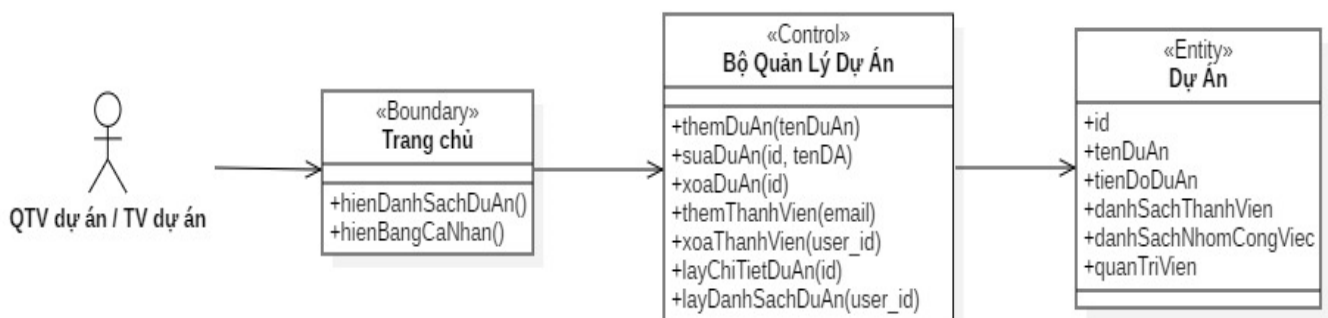 QTV dự án / TV dự án
«Boundary»
Trang chủ
+hienDanhSachDuAn()
+hienBangCaNhan()
«Control»
Bộ Quản Lý Dự Án
+themDuAn(tenDuAn)
+suaDuAn(id, tenDA)
+xoaDuAn(id)
+themThanhVien(email)
+xoaThanhVien(user_id)
+layChiTietDuAn(id)
+layDanhSachDuAn(user_id)
«Entity»
Dự Án
+id
+tenDuAn
+tienDoDuAn
+danhSachThanhVien
+danhSachNhomCongViec
+quanTriVien